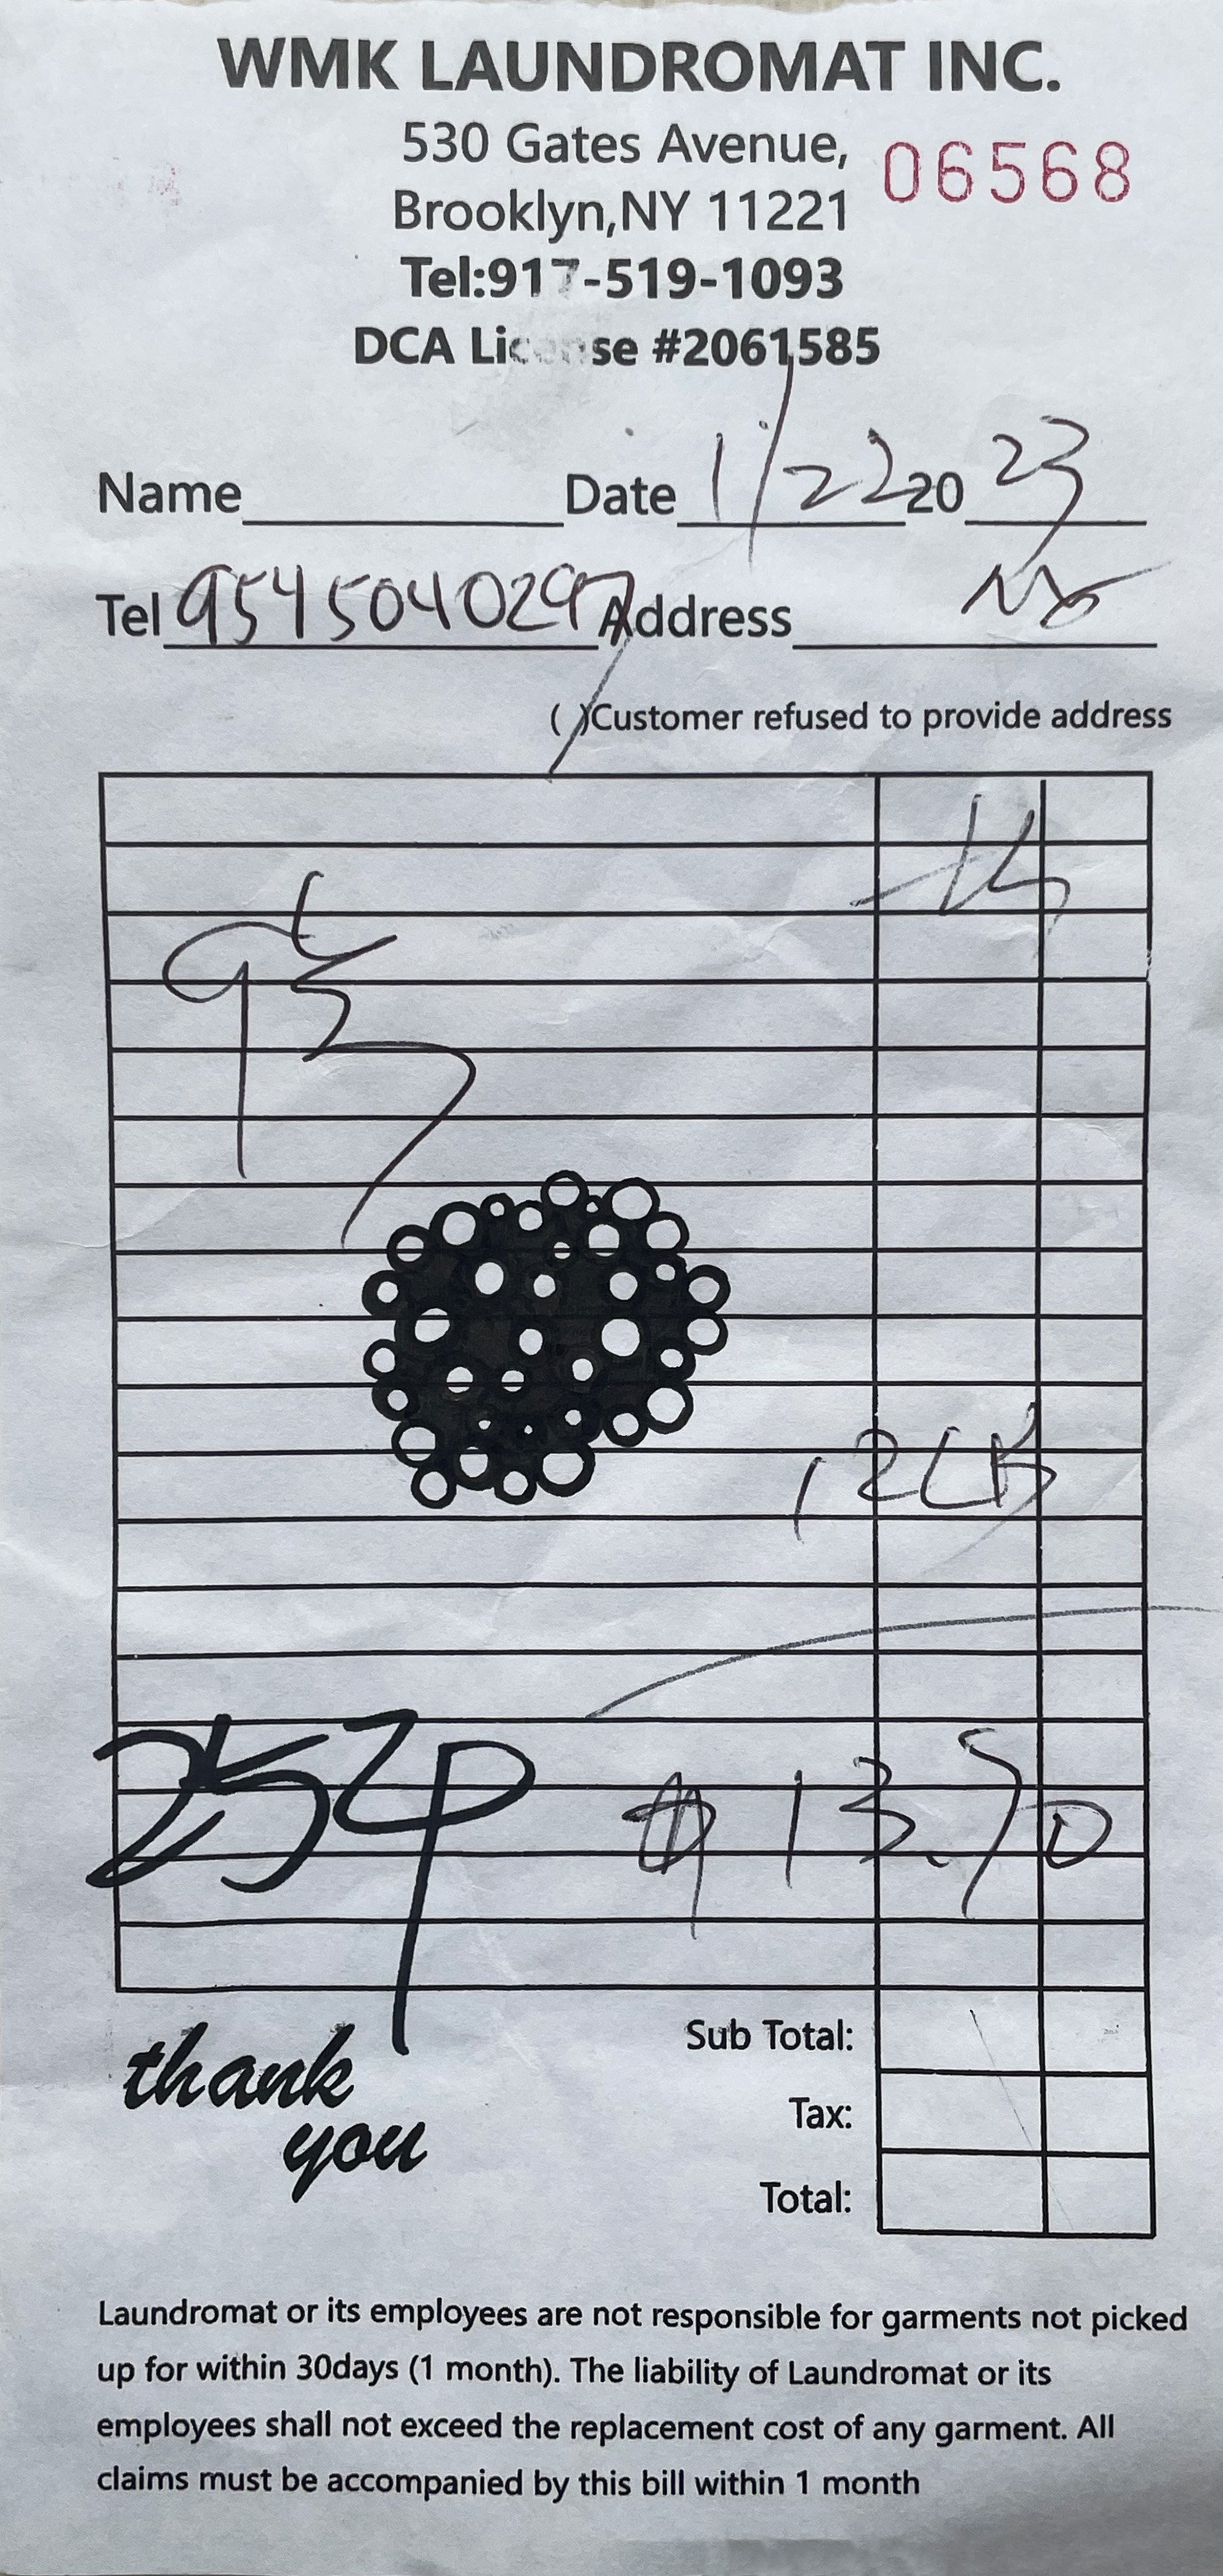 WMK LAUNDROMAT INC.
530 Gates Avenue, 06568
Brooklyn,NY 11221
Tel:917-519-1093
DCA License #2061585
Name Date 1/22 20 23
Tel 9545040297 Address
( )Customer refused to provide address
12LB
$13.50
Sub Total:
thank
you
Tax:
Total:
Laundromat or its employees are not responsible for garments not picked
up for within 30days (1 month). The liability of Laundromat or its
employees shall not exceed the replacement cost of any garment. All
claims must be accompanied by this bill within 1 month